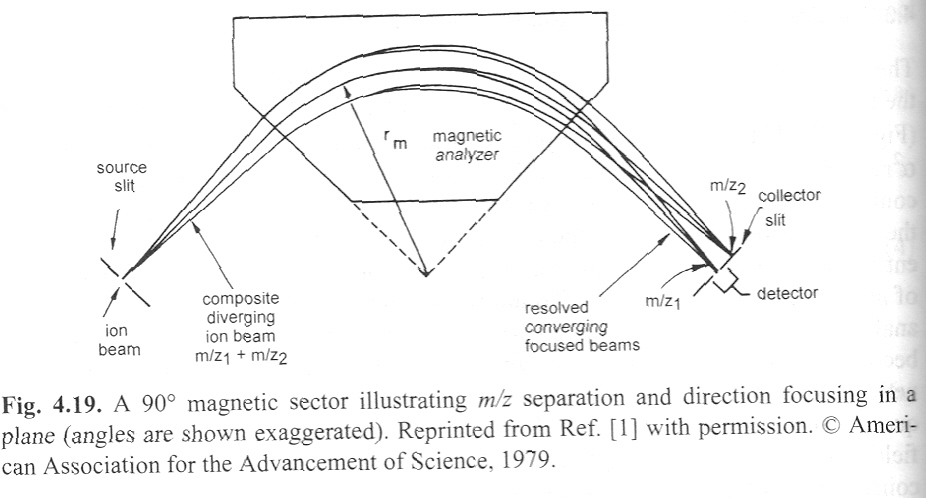 source
slit
ion
beam
composite
diverging
ion beam
m/z1 + m/z2
rm
magnetic
analyzer
resolved
converging
focused beams
m/z1
m/z2
collector
slit
detector
Fig. 4.19. A 90° magnetic sector illustrating m/z separation and direction focusing in a
plane (angles are shown exaggerated). Reprinted from Ref. [1] with permission. © Ameri-
can Association for the Advancement of Science, 1979.